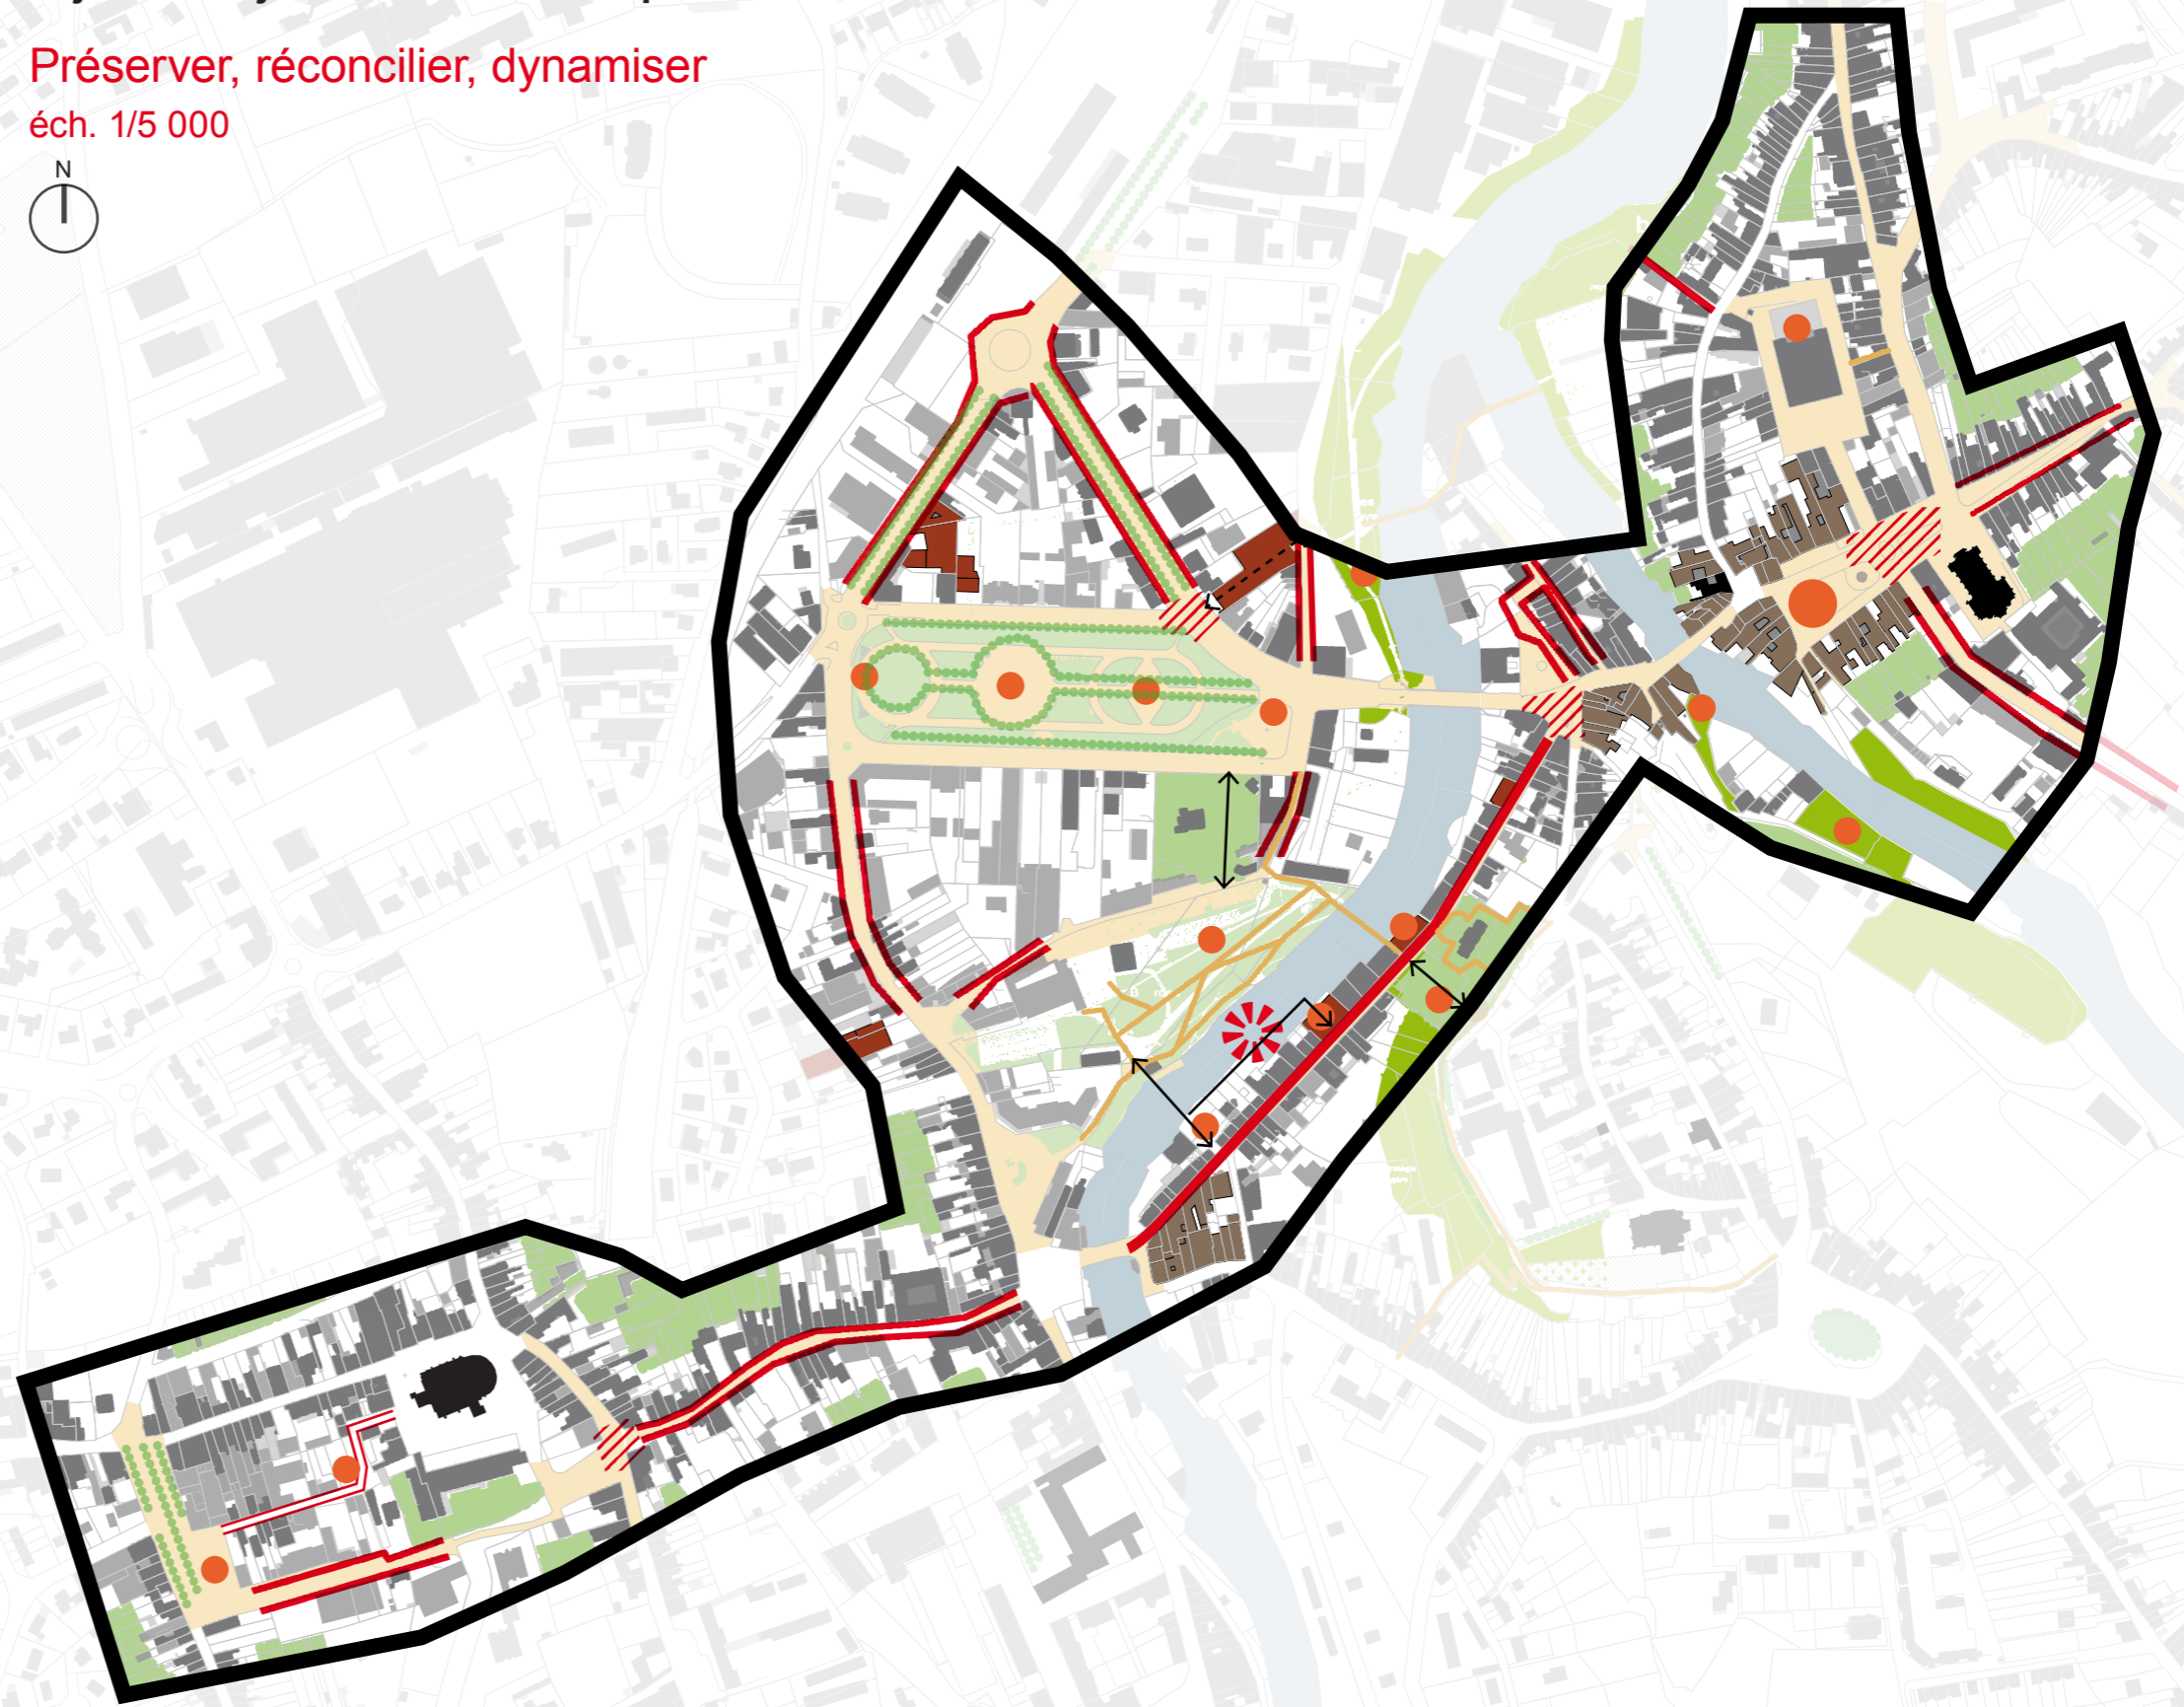 Préserver, réconcilier, dynamiser
éch. 1/5 000
N